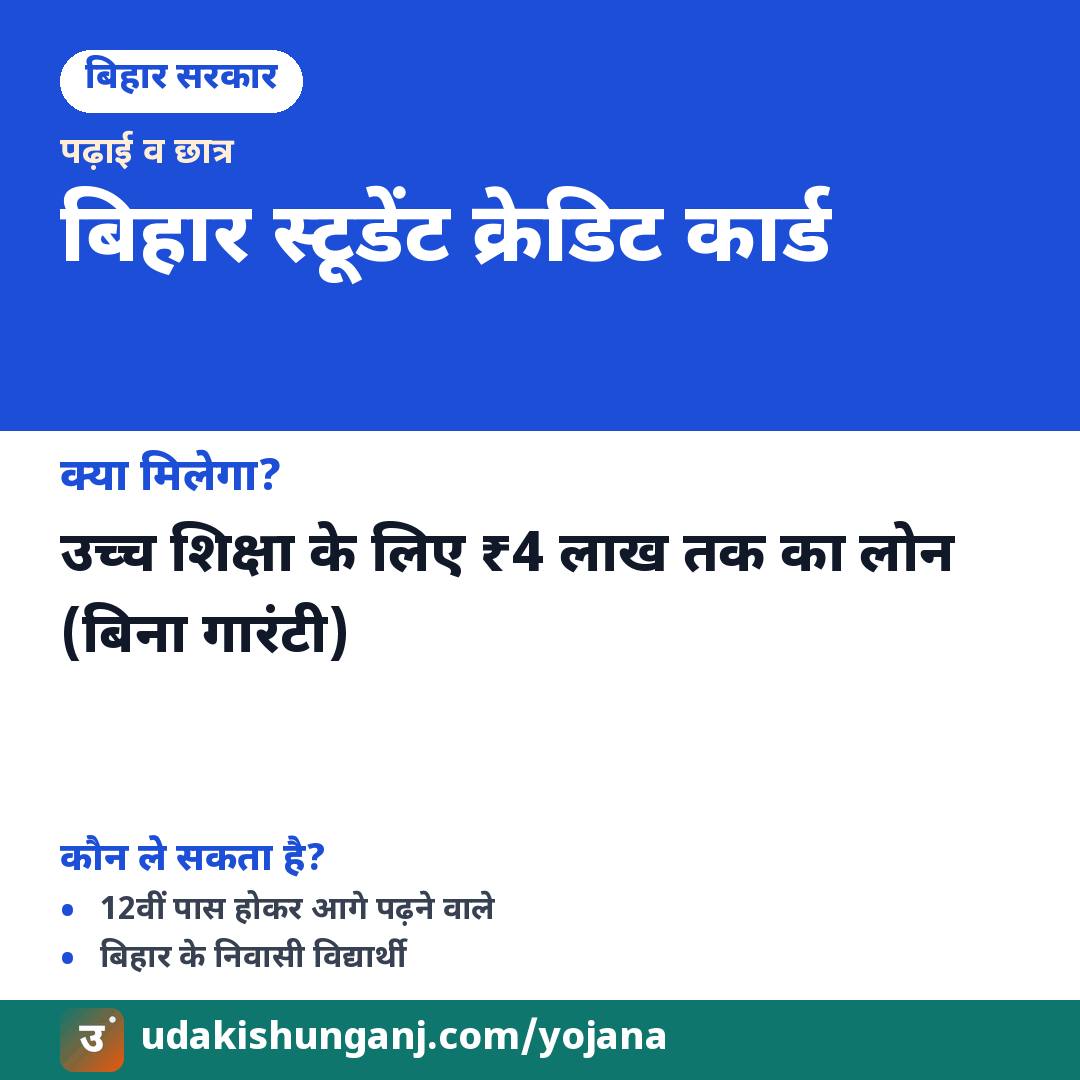 बिहार सरकार
पढ़ाई व छात्र
बिहार स्टूडेंट क्रेडिट कार्ड
क्या मिलेगा?
उच्च शिक्षा के लिए ₹4 लाख तक का लोन
(बिना गारंटी)
कौन ले सकता है?
• 12वीं पास होकर आगे पढ़ने वाले
• बिहार के निवासी विद्यार्थी
उ udakishunganj.com/yojana